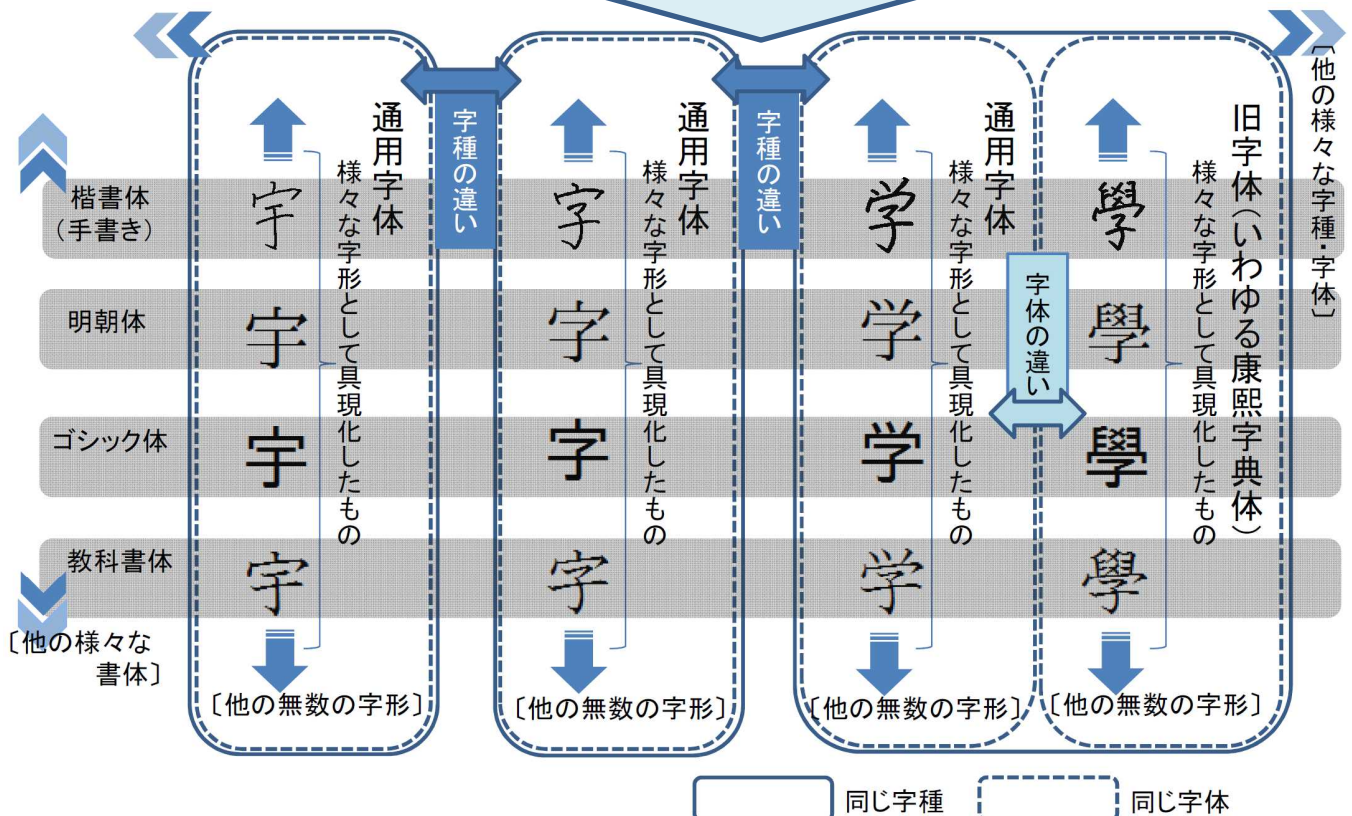 〔他の様々な字種・字体〕
字種の違い
字種の違い
字体の違い
通用字体
様々な字形として具現化したもの
通用字体
様々な字形として具現化したもの
通用字体
様々な字形として具現化したもの
旧字体(いわゆる康熙字典体)
様々な字形として具現化したもの
楷書体
(手書き)
宇 字 学 學
明朝体
宇 字 学 學
ゴシック体
宇 字 学 學
教科書体
宇 字 学 學
〔他の様々な
書体〕
〔他の無数の字形〕
〔他の無数の字形〕
〔他の無数の字形〕
〔他の無数の字形〕
同じ字種
同じ字体